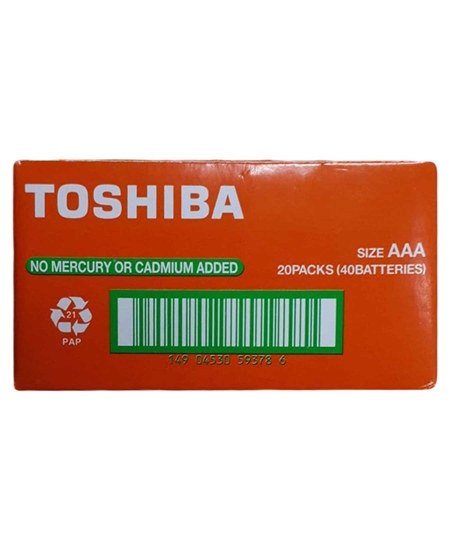 TOSHIBA
SIZE AAA
NO MERCURY OR CADMIUM ADDED
20PACKS (40BATTERIES)
21
PAP
149 04530 59378 6